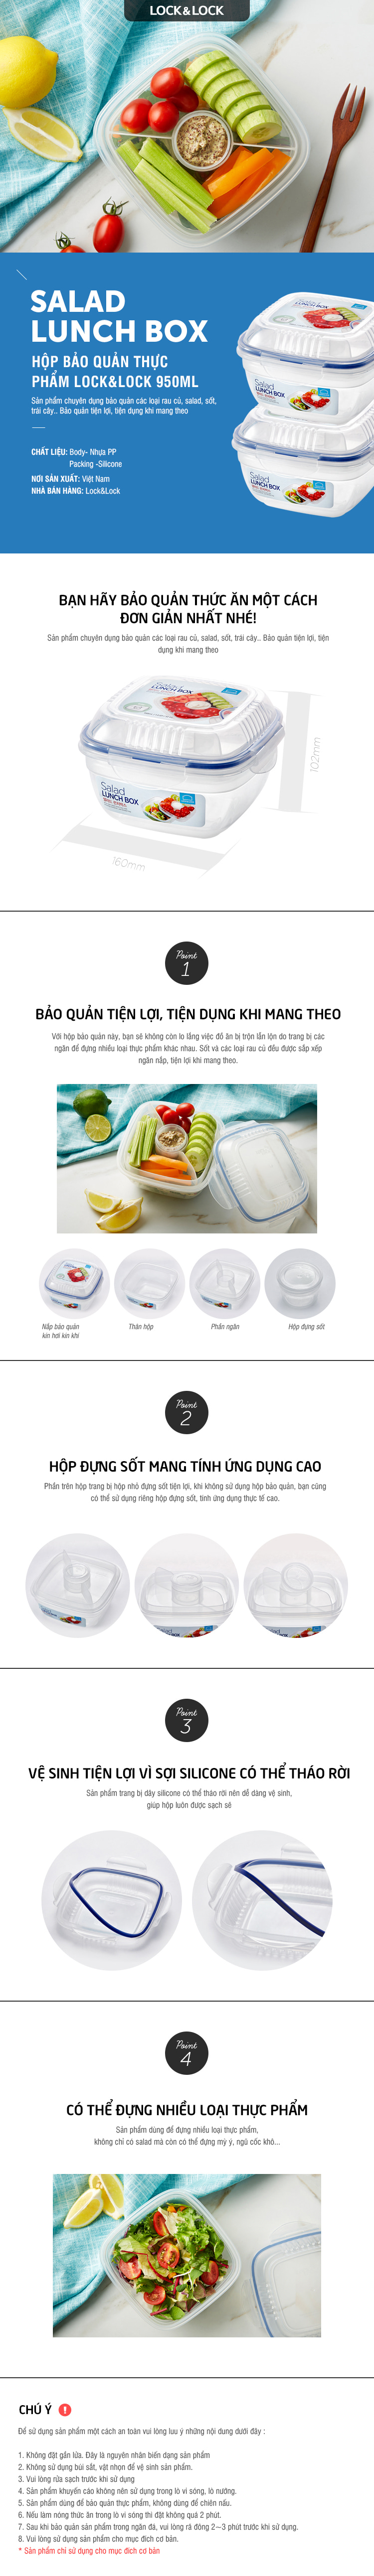 LOCK&LOCK
SALAD
LUNCH BOX
HỘP BẢO QUẢN THỰC
PHẨM LOCK&LOCK 950ML
Sản phẩm chuyên dụng bảo quản các loại rau củ, salad, sốt,
trái cây.. Bảo quản tiện lợi, tiện dụng khi mang theo
CHẤT LIỆU: Body- Nhựa PP
Packing -Silicone
NƠI SẢN XUẤT: Việt Nam
NHÀ BÁN HÀNG: Lock&Lock
Salad
LUNCH BOX
Salad
LUNCH BOX
BẠN HÃY BẢO QUẢN THỨC ĂN MỘT CÁCH
ĐƠN GIẢN NHẤT NHÉ!
Sản phẩm chuyên dụng bảo quản các loại rau củ, salad, sốt, trái cây.. Bảo quản tiện lợi, tiện
dụng khi mang theo
LUNCH BOX
Salad
LUNCH BOX
102mm
160mm
Point
1
BẢO QUẢN TIỆN LỢI, TIỆN DỤNG KHI MANG THEO
Với hộp bảo quản này, bạn sẽ không còn lo lắng việc đồ ăn bị trộn lẫn lộn do trang bị các
ngăn để đựng nhiều loại thực phẩm khác nhau. Sốt và các loại rau củ đều được sắp xếp
ngăn nắp, tiện lợi khi mang theo.
Nắp bảo quản
kín hơi kín khí
Thân hộp
Phần ngăn
Hộp đựng sốt
Point
2
HỘP ĐỰNG SỐT MANG TÍNH ỨNG DỤNG CAO
Phần trên hộp trang bị hộp nhỏ đựng sốt tiện lợi, khi không sử dụng hộp bảo quản, bạn cũng
có thể sử dụng riêng hộp đựng sốt, tính ứng dụng thực tế cao.
Point
3
VỆ SINH TIỆN LỢI VÌ SỢI SILICONE CÓ THỂ THÁO RỜI
Sản phẩm trang bị dây silicone có thể tháo rời nên dễ dàng vệ sinh,
giúp hộp luôn được sạch sẽ
Point
4
CÓ THỂ ĐỰNG NHIỀU LOẠI THỰC PHẨM
Sản phẩm dùng để đựng nhiều loại thực phẩm,
không chỉ có salad mà còn có thể đựng mỳ ý, ngũ cốc khô...
CHÚ Ý !
Để sử dụng sản phẩm một cách an toàn vui lòng lưu ý những nội dung dưới đây :
1. Không đặt gần lửa. Đây là nguyên nhân biến dạng sản phẩm
2. Không sử dụng búi sắt, vật nhọn để vệ sinh sản phẩm.
3. Vui lòng rửa sạch trước khi sử dụng
4. Sản phẩm khuyến cáo không nên sử dụng trong lò vi sóng, lò nướng.
5. Sản phẩm dùng để bảo quản thực phẩm, không dùng để chiên nấu.
6. Nếu làm nóng thức ăn trong lò vi sóng thì đặt không quá 2 phút.
7. Sau khi bảo quản sản phẩm trong ngăn đá, vui lòng rã đông 2~3 phút trước khi sử dụng.
8. Vui lòng sử dụng sản phẩm cho mục đích cơ bản.
* Sản phẩm chỉ sử dụng cho mục đích cơ bản